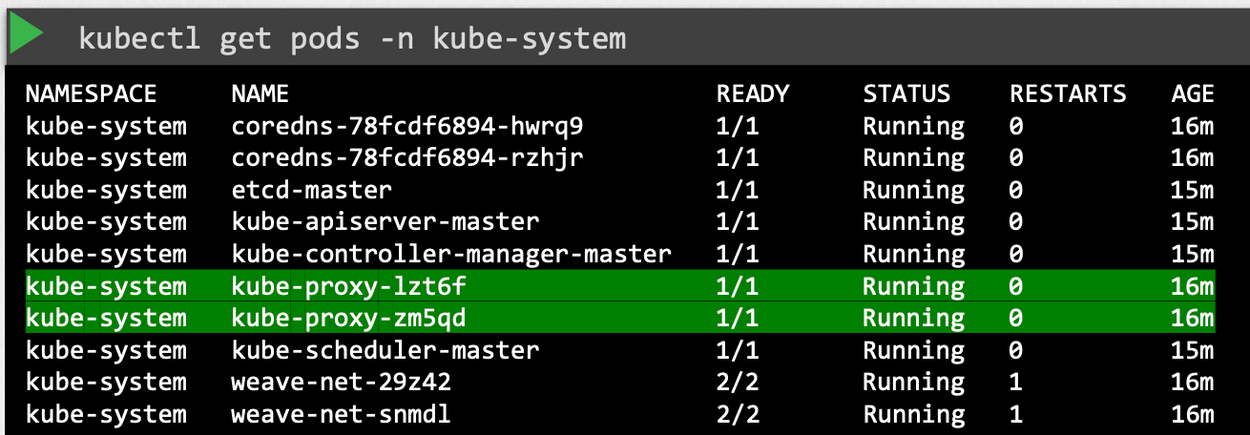 kubectl get pods -n kube-system
NAMESPACE NAME READY STATUS RESTARTS AGE
kube-system coredns-78fcdf6894-hwrq9 1/1 Running 0 16m
kube-system coredns-78fcdf6894-rzhjr 1/1 Running 0 16m
kube-system etcd-master 1/1 Running 0 15m
kube-system kube-apiserver-master 1/1 Running 0 15m
kube-system kube-controller-manager-master 1/1 Running 0 15m
kube-system kube-proxy-lzt6f 1/1 Running 0 16m
kube-system kube-proxy-zm5qd 1/1 Running 0 16m
kube-system kube-scheduler-master 1/1 Running 0 15m
kube-system weave-net-29z42 2/2 Running 1 16m
kube-system weave-net-snmdl 2/2 Running 1 16m